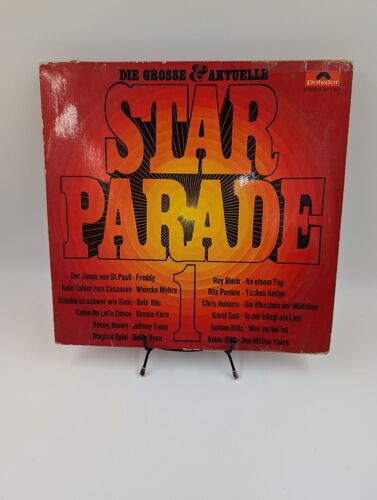 DIE GROSSE & AKTUELLE
polydor
STAR
PARADE
1
Der Junge von St. Pauli - Freddy
Kein Talent zum Casanova - Wencke Myhre
Schuhe so schwer wie Stein - Bata Illic
Come On Let's Dance - Renate Kern
Honey, Honey - Johnny Tame
Magical Spiel - Barry Ryan
Roy Black - An einem Tag
Rita Pavone - Tschau Amigo
Chris Roberts - Die Maschen der Mädchen
Karel Gott - In mir klingt ein Lied
Golden Kids - Was vorbei ist
Robin Gibb - One Million Years